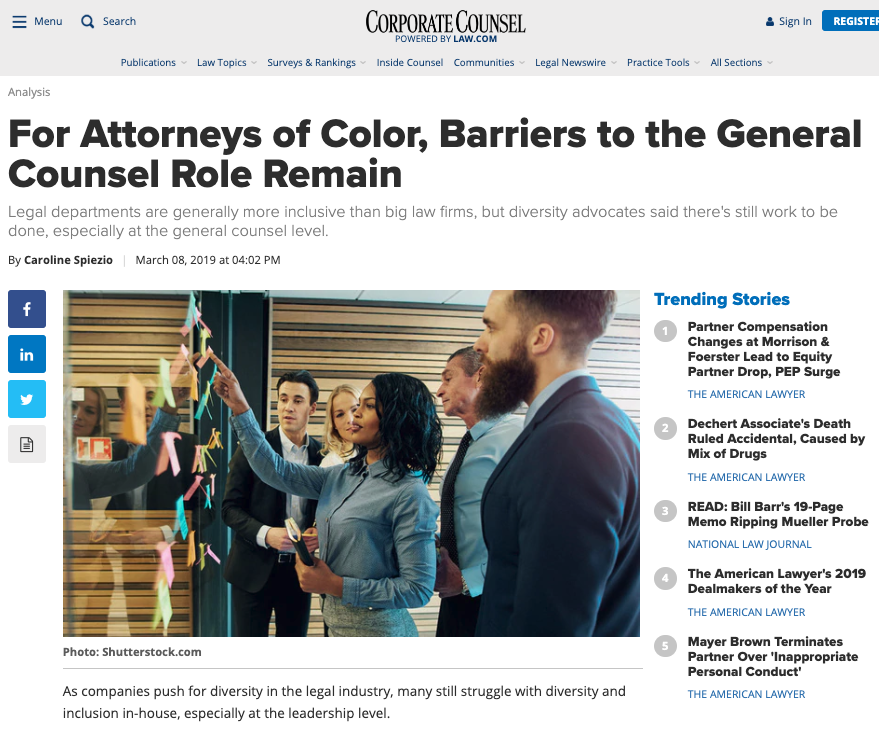 Menu
Search
CORPORATE COUNSEL
POWERED BY LAW.COM
Sign In
REGISTER
Publications
Law Topics
Surveys & Rankings
Inside Counsel
Communities
Legal Newswire
Practice Tools
All Sections
Analysis
For Attorneys of Color, Barriers to the General
Counsel Role Remain
Legal departments are generally more inclusive than big law firms, but diversity advocates said there's still work to be
done, especially at the general counsel level.
By Caroline Spiezio | March 08, 2019 at 04:02 PM
f
in
Photo: Shutterstock.com
As companies push for diversity in the legal industry, many still struggle with diversity and
inclusion in-house, especially at the leadership level.
Trending Stories
1
Partner Compensation
Changes at Morrison &
Foerster Lead to Equity
Partner Drop, PEP Surge
THE AMERICAN LAWYER
2
Dechert Associate's Death
Ruled Accidental, Caused by
Mix of Drugs
THE AMERICAN LAWYER
3
READ: Bill Barr's 19-Page
Memo Ripping Mueller Probe
NATIONAL LAW JOURNAL
4
The American Lawyer's 2019
Dealmakers of the Year
THE AMERICAN LAWYER
5
Mayer Brown Terminates
Partner Over 'Inappropriate
Personal Conduct'
THE AMERICAN LAWYER